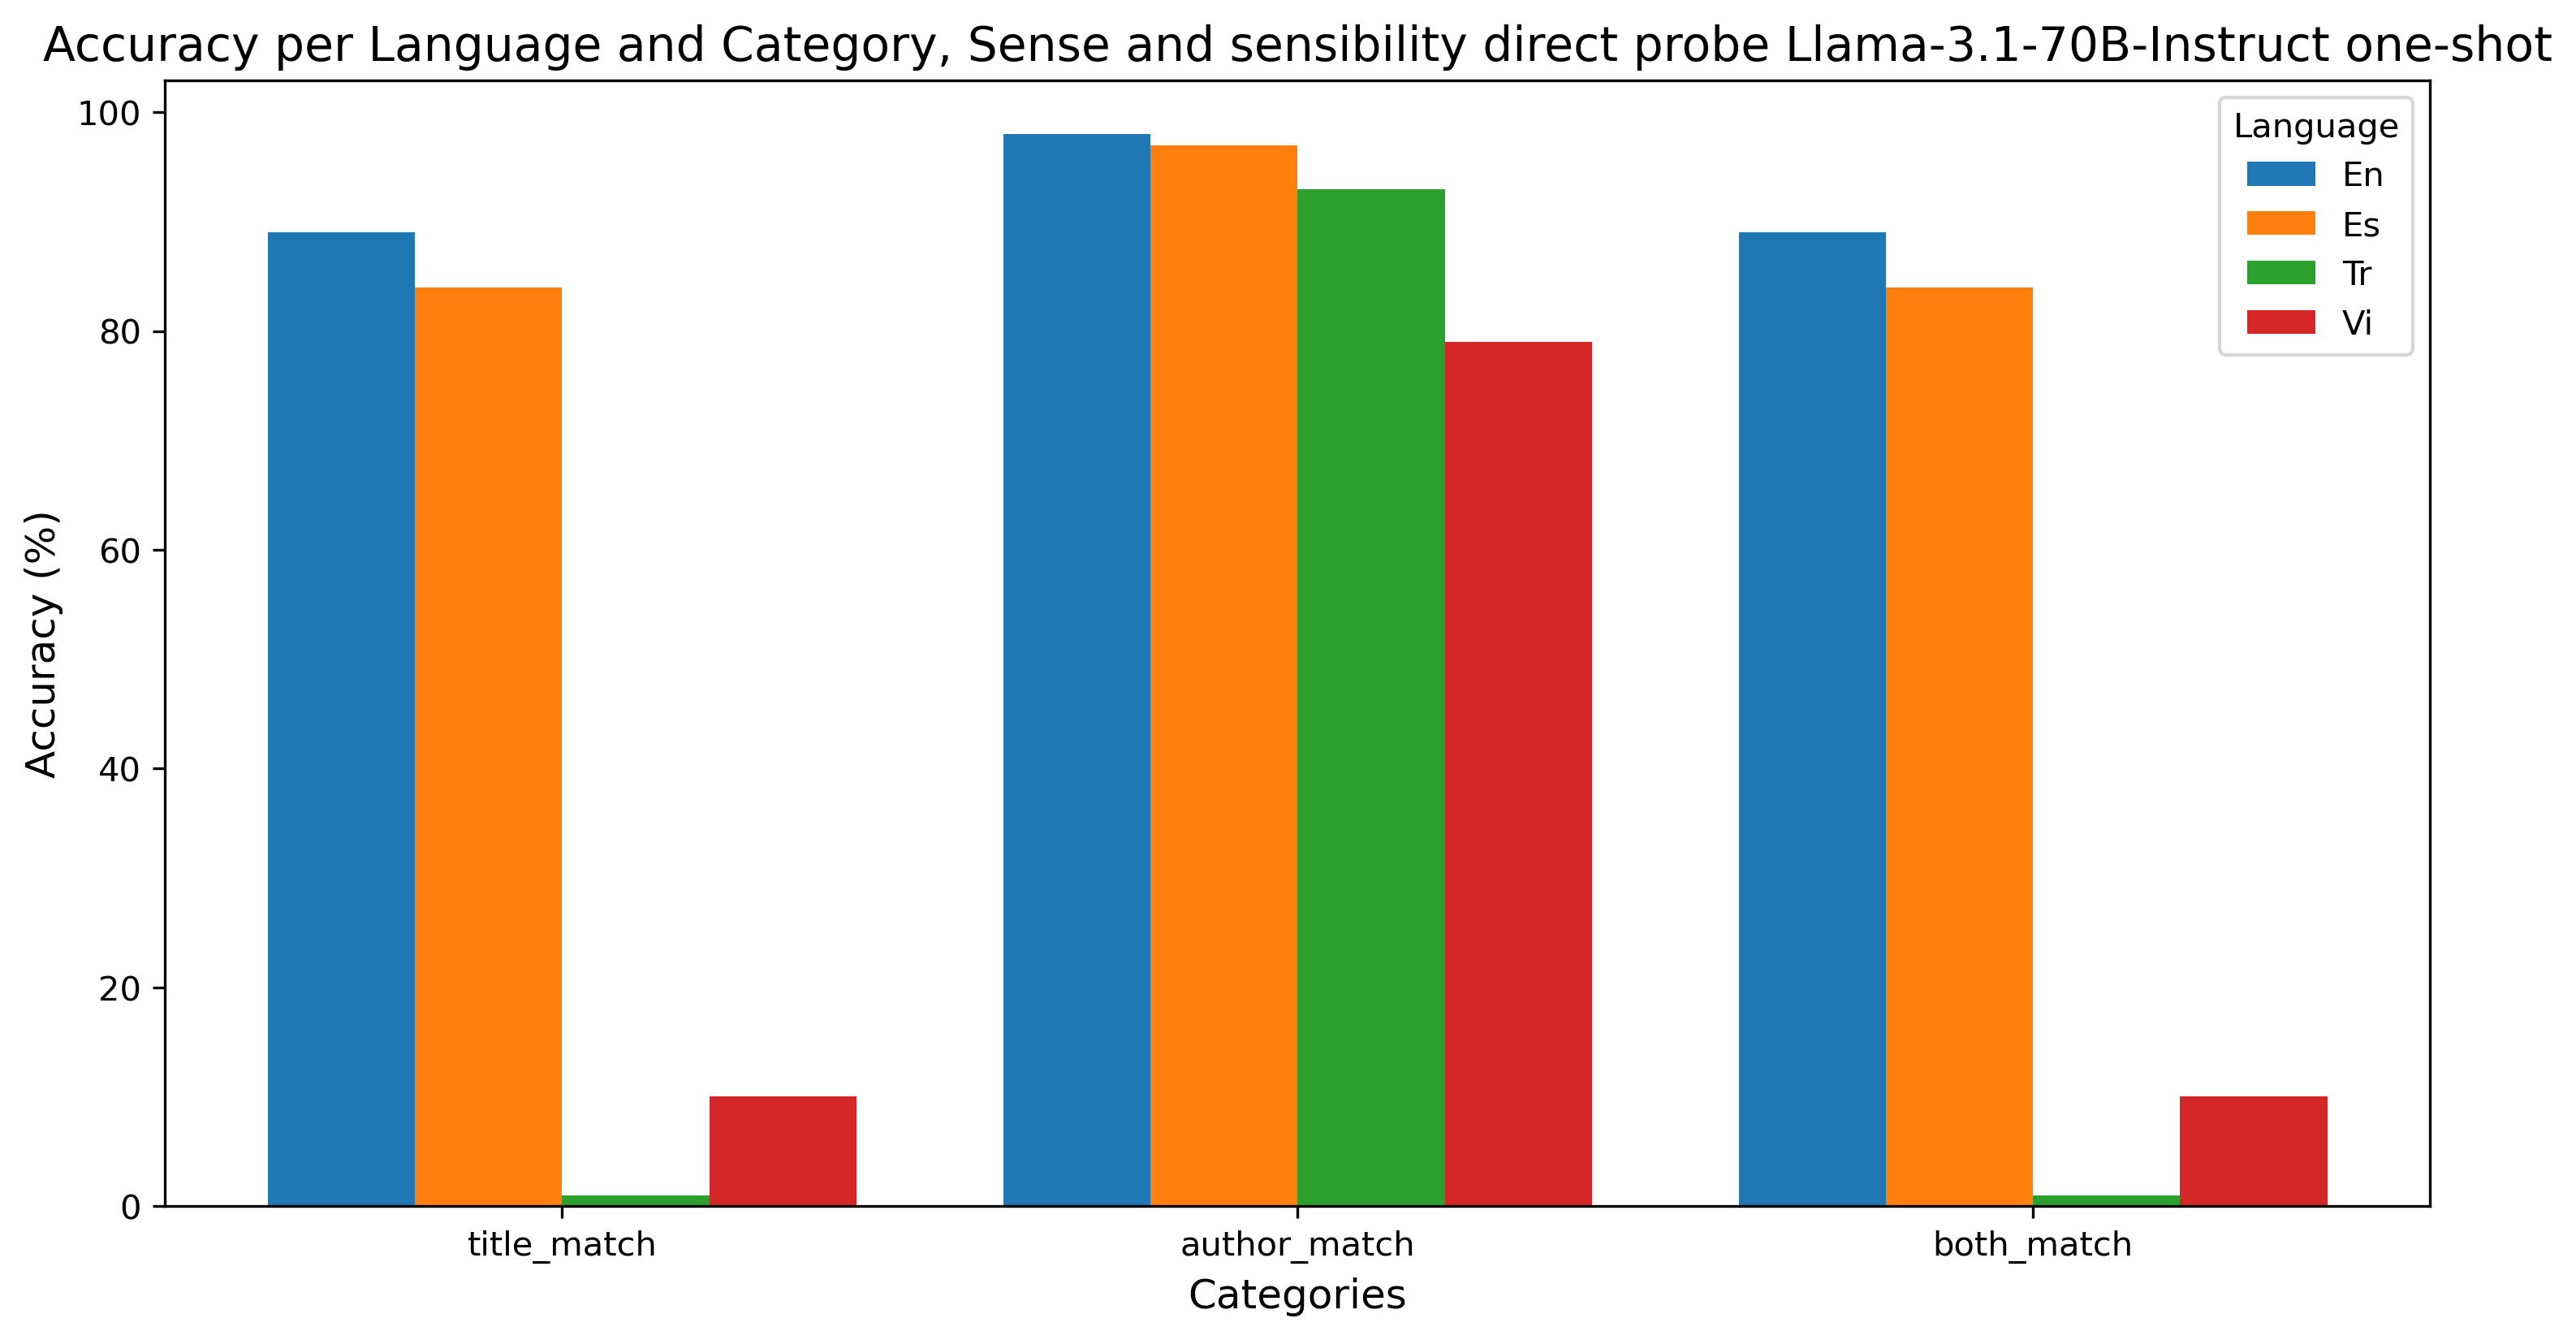 Accuracy per Language and Category, Sense and sensibility direct probe Llama-3.1-70B-Instruct one-shot
Accuracy (%)
100
80
60
40
20
0
Language
En
Es
Tr
Vi
title_match
author_match
both_match
Categories